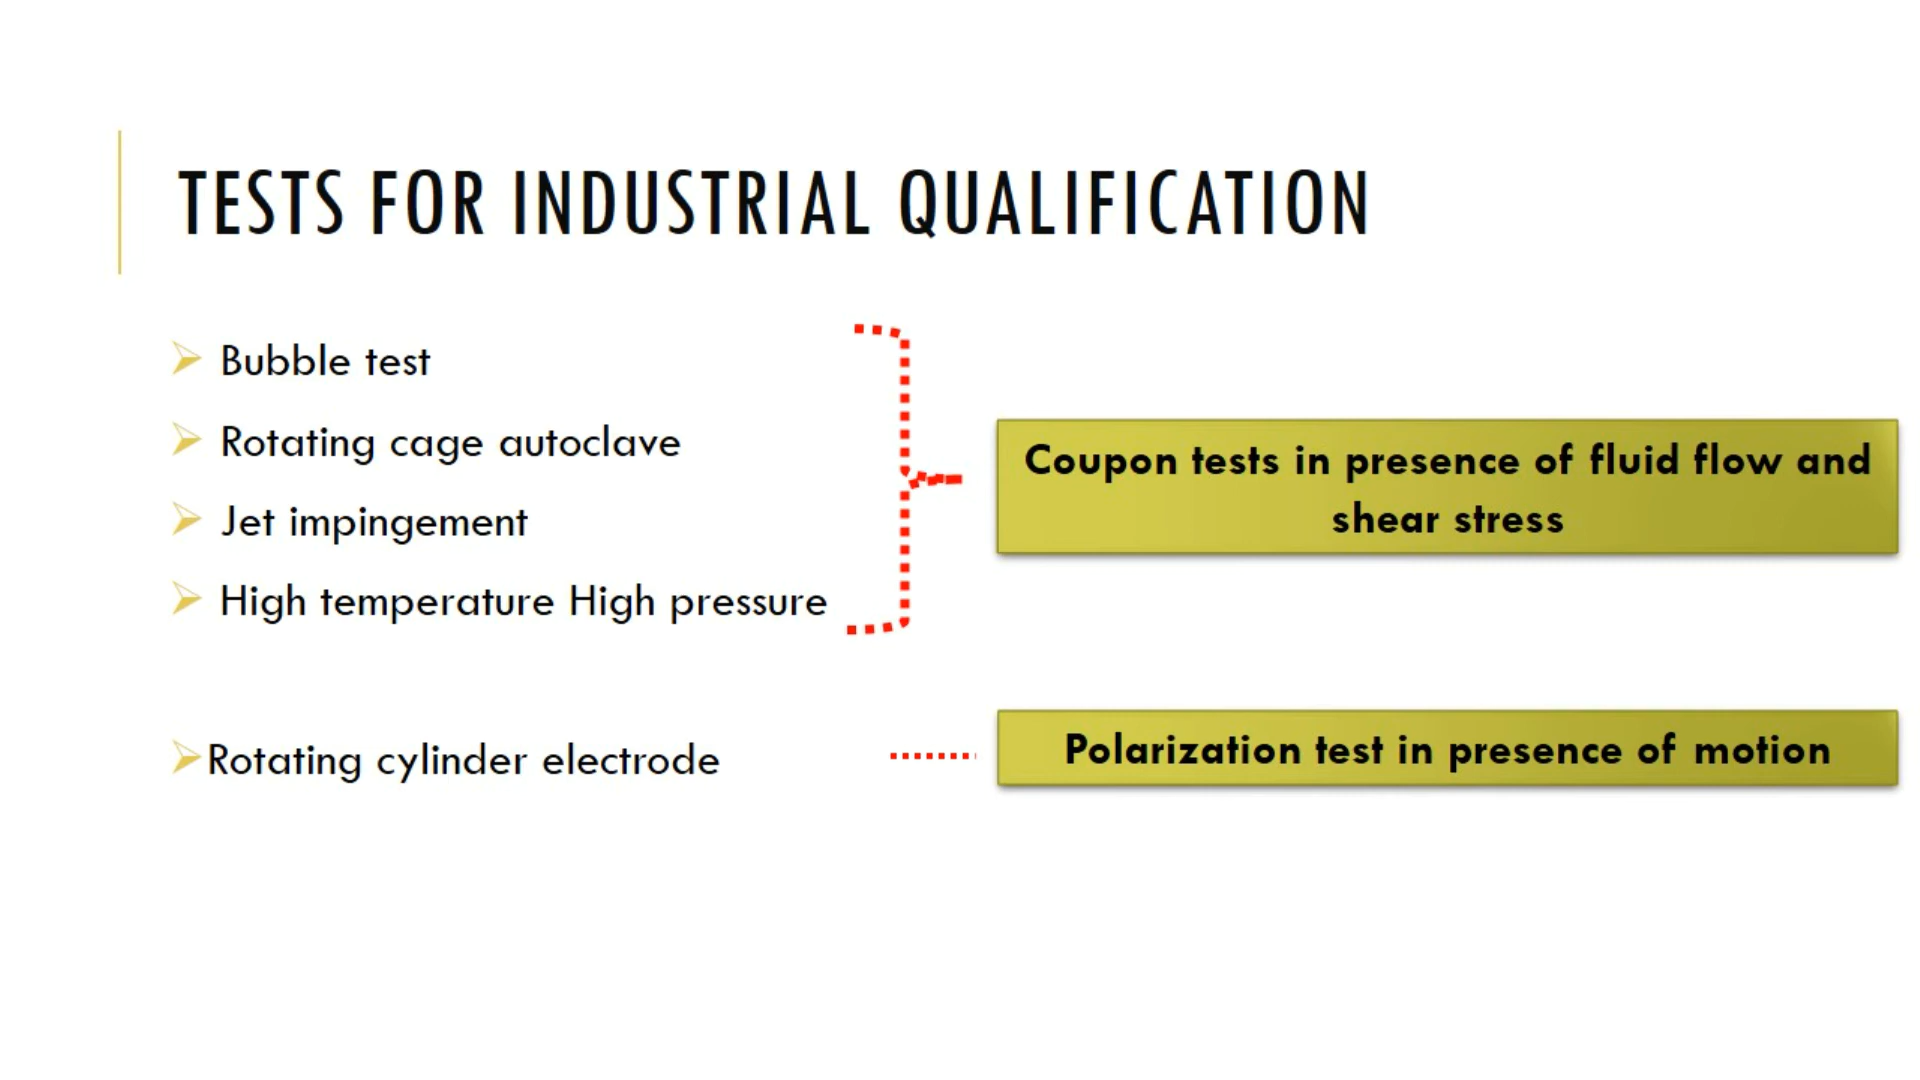 TESTS FOR INDUSTRIAL QUALIFICATION
Bubble test
Rotating cage autoclave
Jet impingement
High temperature High pressure
Coupon tests in presence of fluid flow and
shear stress
Rotating cylinder electrode
Polarization test in presence of motion